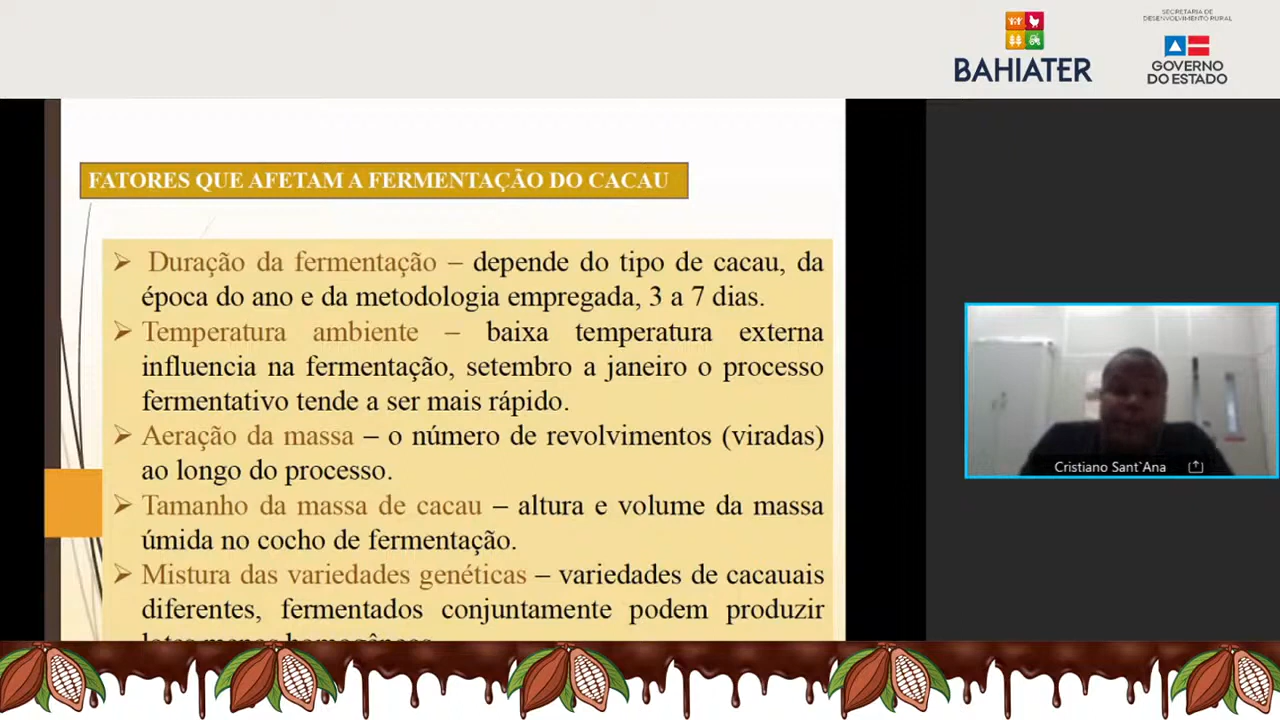 SECRETARIA DE
DESENVOLVIMENTO RURAL
BAHIATER
GOVERNO
DO ESTADO
FATORES QUE AFETAM A FERMENTAÇÃO DO CACAU
➢ Duração da fermentação – depende do tipo de cacau, da
época do ano e da metodologia empregada, 3 a 7 dias.
➢ Temperatura ambiente – baixa temperatura externa
influencia na fermentação, setembro a janeiro o processo
fermentativo tende a ser mais rápido.
➢ Aeração da massa – o número de revolvimentos (viradas)
ao longo do processo.
➢ Tamanho da massa de cacau – altura e volume da massa
úmida no cocho de fermentação.
➢ Mistura das variedades genéticas – variedades de cacauais
diferentes, fermentados conjuntamente podem produzir
Cristiano Sant`Ana